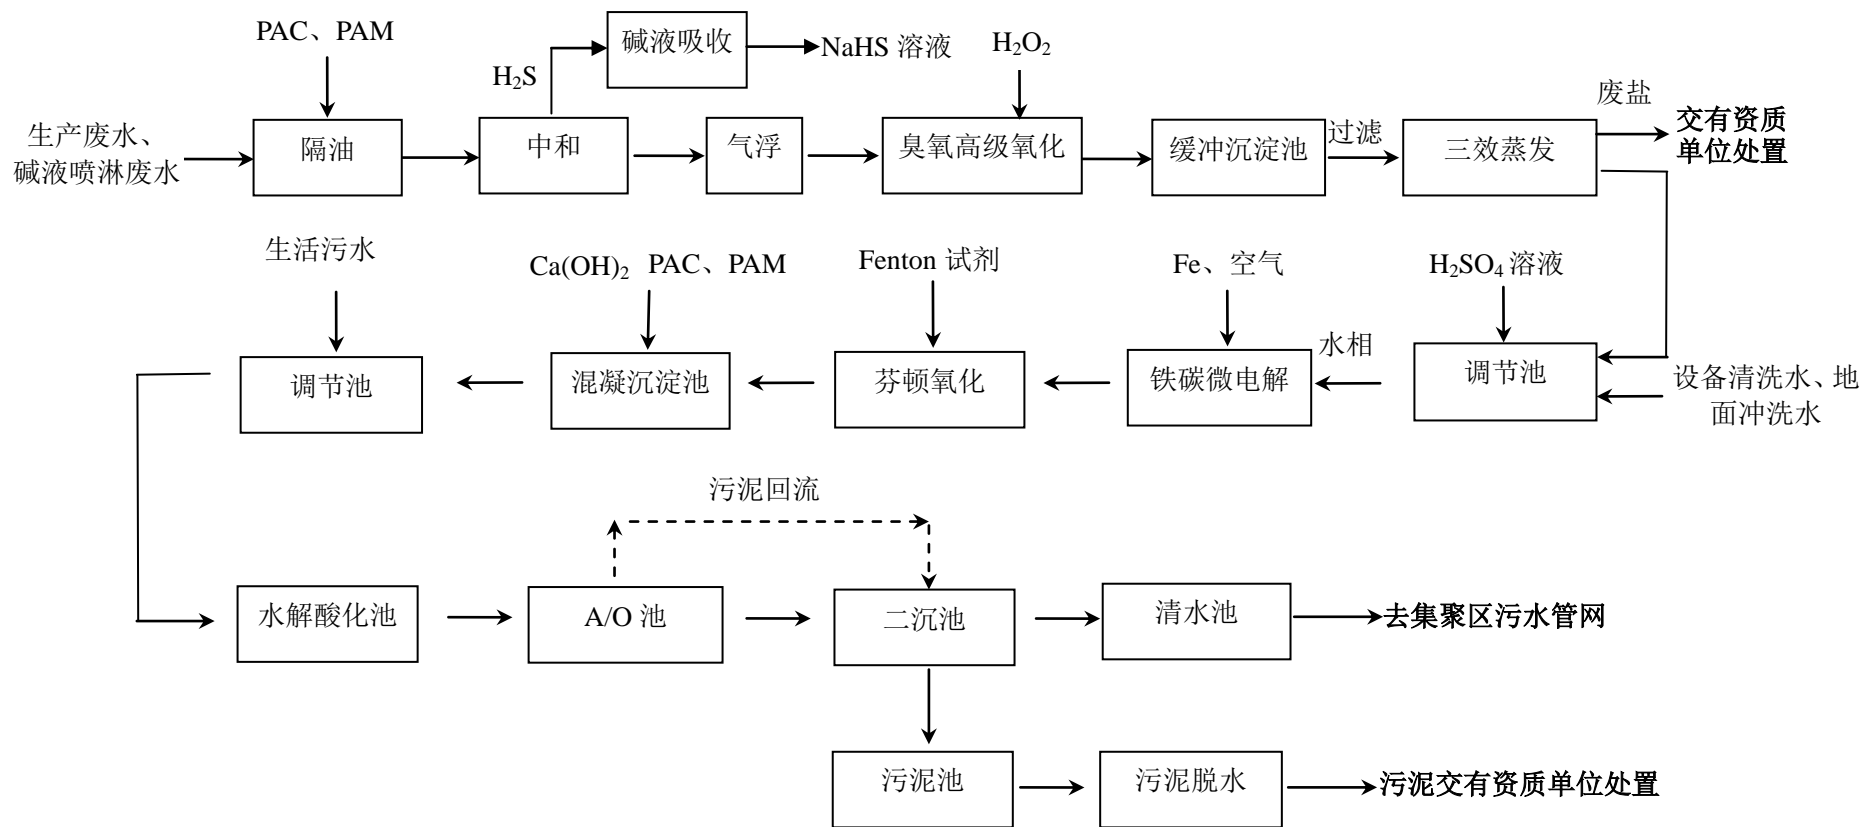 PAC、PAM
碱液吸收
NaHS 溶液
H₂O₂
H₂S
废盐
生产废水、
碱液喷淋废水
隔油
中和
气浮
臭氧高级氧化
缓冲沉淀池
过滤
三效蒸发
交有资质
单位处置
生活污水
Ca(OH)₂
PAC、PAM
Fenton 试剂
Fe、空气
H₂SO₄ 溶液
调节池
混凝沉淀池
芬顿氧化
铁碳微电解
水相
调节池
设备清洗水、地
面冲洗水
污泥回流
水解酸化池
A/O 池
二沉池
清水池
去集聚区污水管网
污泥池
污泥脱水
污泥交有资质单位处置